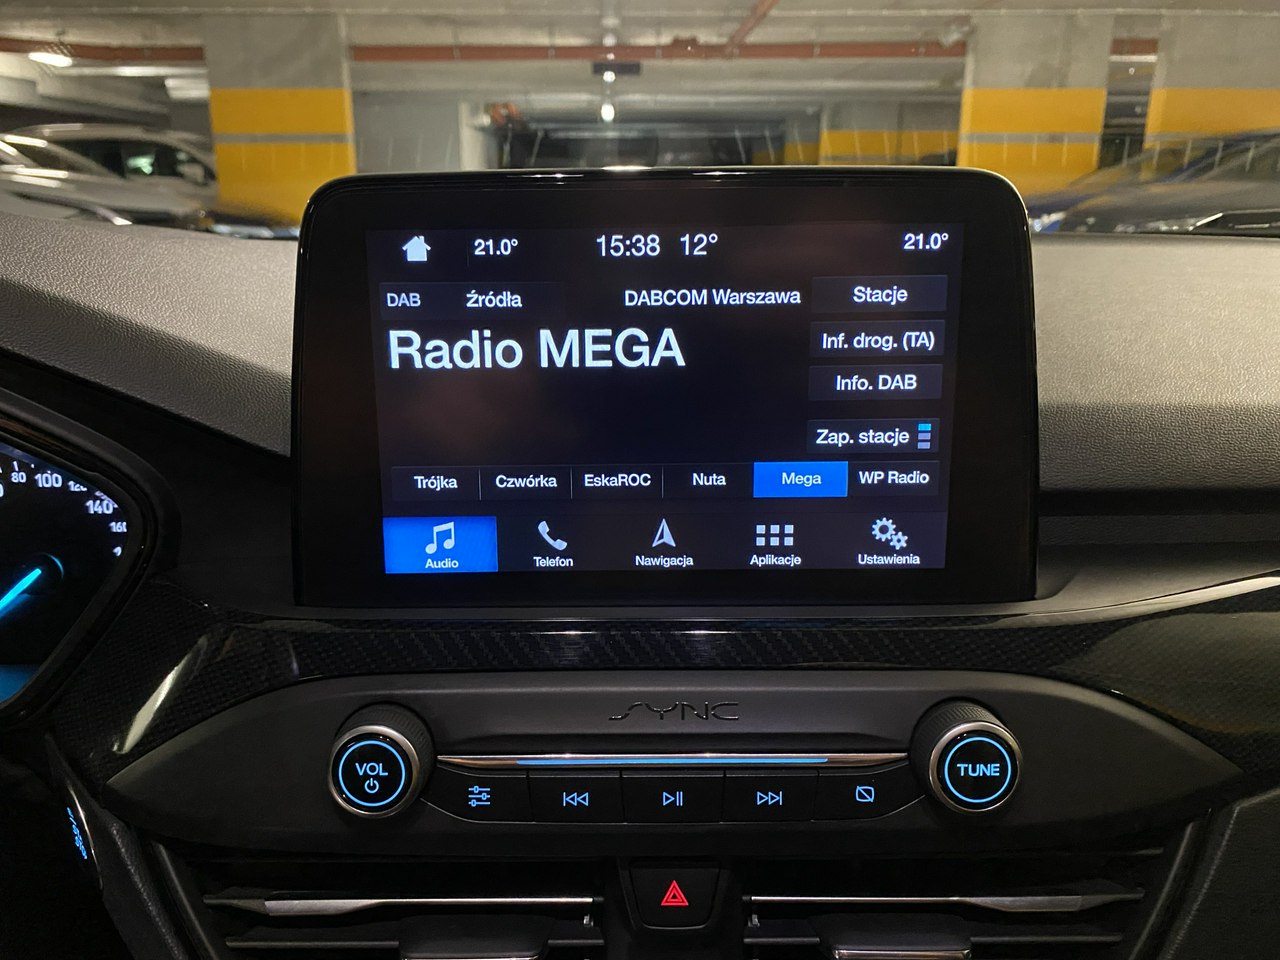 21.0° 15:38 12° 21.0°
DAB Źródła DABCOM Warszawa Stacje
Radio MEGA
Inf. drog. (TA)
Info. DAB
Zap. stacje
Trójka Czwórka EskaROC Nuta Mega WP Radio
Audio Telefon Nawigacja Aplikacje Ustawienia
80 100 120 140 160
SYNC
VOL TUNE